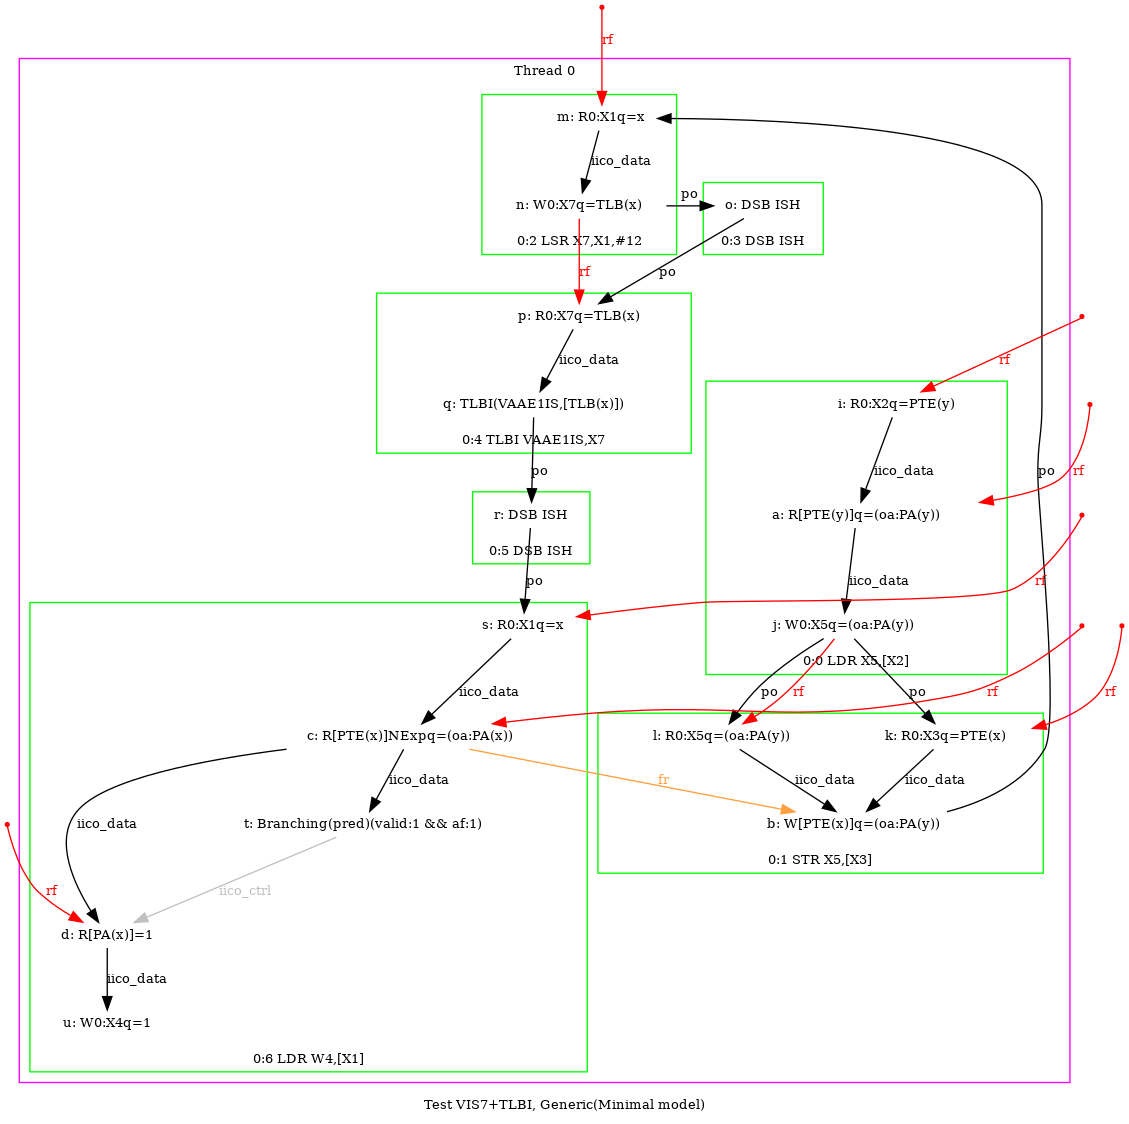 rf
Thread 0
m: R0:X1q=x
iico_data
n: W0:X7q=TLB(x)
po
o: DSB ISH
0:2 LSR X7,X1,#12
0:3 DSB ISH
rf
po
p: R0:X7q=TLB(x)
iico_data
rf
q: TLBI(VAAE1IS,[TLB(x)])
i: R0:X2q=PTE(y)
0:4 TLBI VAAE1IS,X7
po
iico_data
po
rf
r: DSB ISH
a: R[PTE(y)]q=(oa:PA(y))
0:5 DSB ISH
po
iico_data
rf
s: R0:X1q=x
j: W0:X5q=(oa:PA(y))
0:0 LDR X5,[X2]
iico_data
po
rf
po
rf
rf
c: R[PTE(x)]NExpq=(oa:PA(x))
l: R0:X5q=(oa:PA(y))
k: R0:X3q=PTE(x)
iico_data
fr
iico_data
iico_data
iico_data
t: Branching(pred)(valid:1 && af:1)
b: W[PTE(x)]q=(oa:PA(y))
0:1 STR X5,[X3]
rf
iico_ctrl
d: R[PA(x)]=1
iico_data
u: W0:X4q=1
0:6 LDR W4,[X1]
Test VIS7+TLBI, Generic(Minimal model)